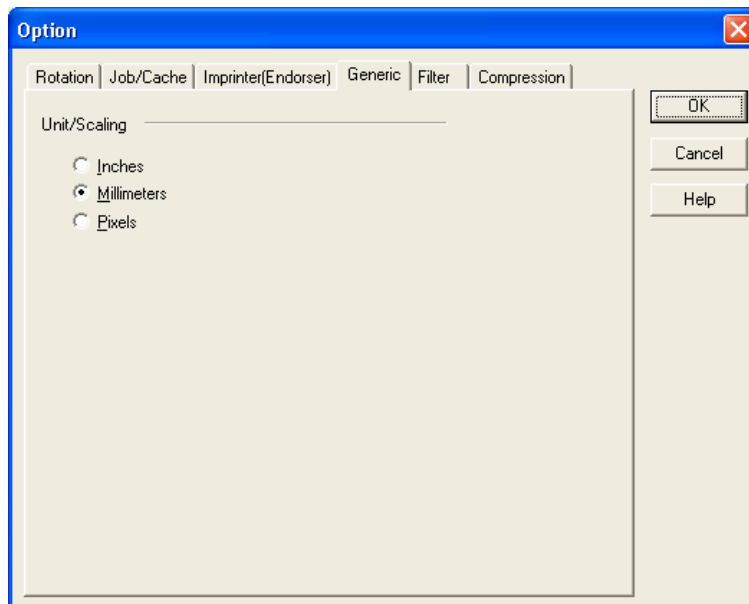 Option
Rotation Job/Cache Imprinter(Endorser) Generic Filter Compression
OK
Unit/Scaling
Cancel
Inches
Millimeters
Help
Pixels